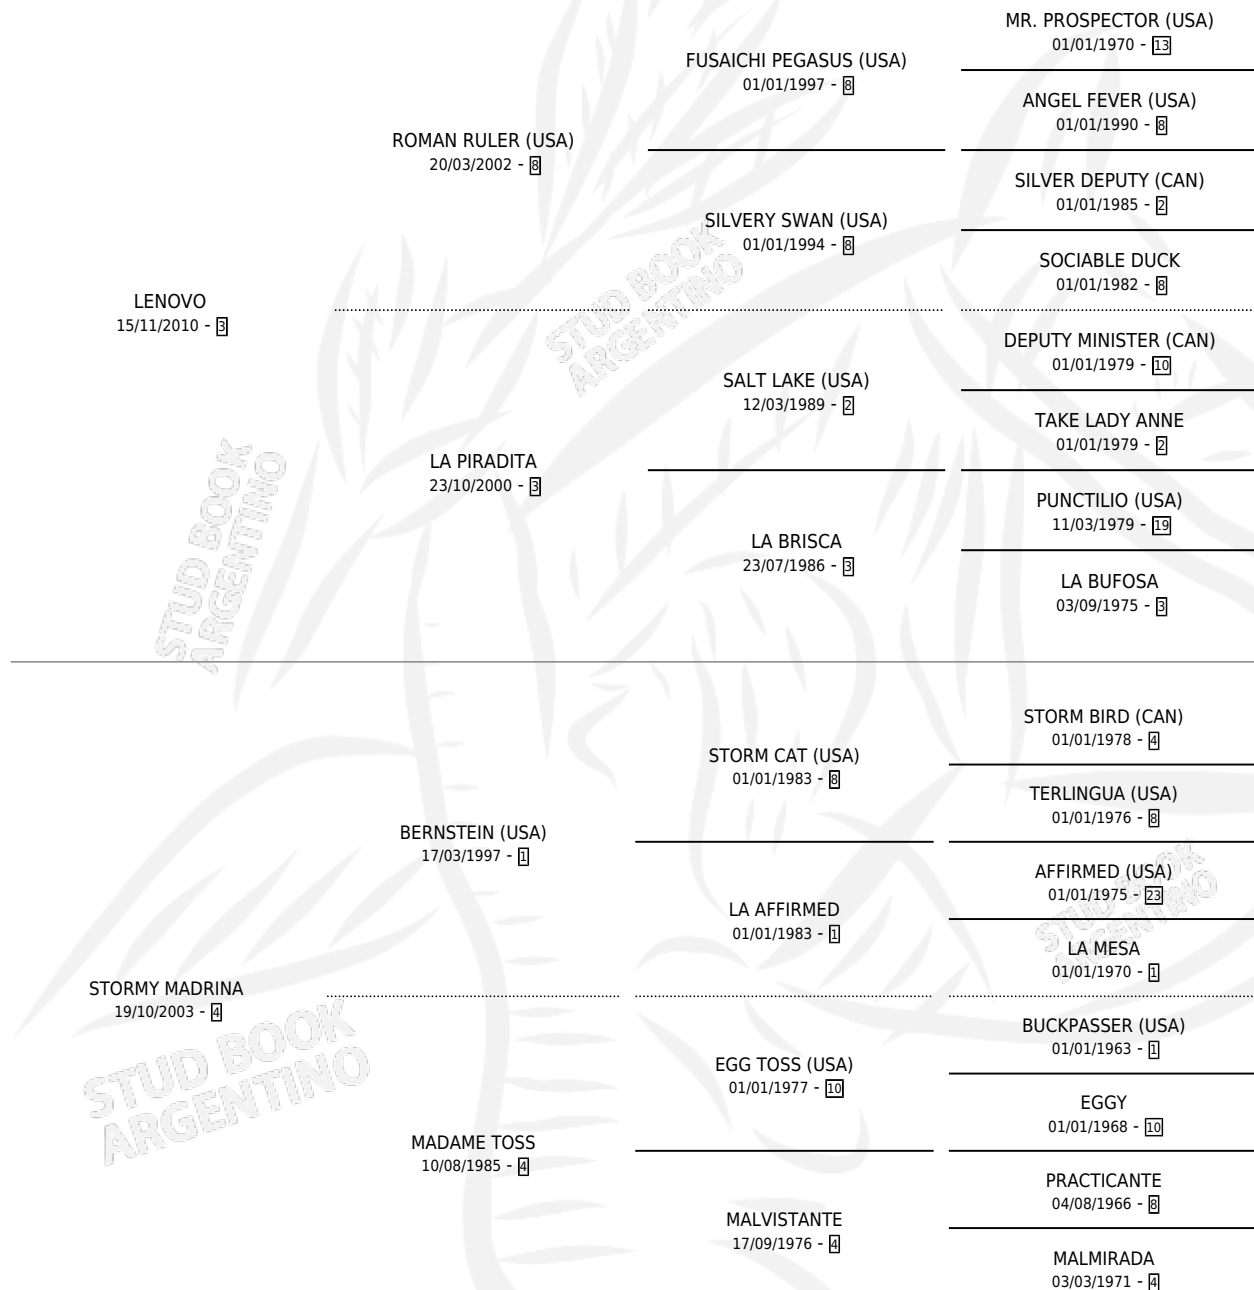 MR. PROSPECTOR (USA)
01/01/1970 - 13
FUSAICHI PEGASUS (USA)
01/01/1997 - 8
ANGEL FEVER (USA)
01/01/1990 - 8
ROMAN RULER (USA)
20/03/2002 - 8
SILVER DEPUTY (CAN)
01/01/1985 - 2
SILVERY SWAN (USA)
01/01/1994 - 8
SOCIABLE DUCK
01/01/1982 - 8
LENOVO
15/11/2010 - 3
DEPUTY MINISTER (CAN)
01/01/1979 - 10
SALT LAKE (USA)
12/03/1989 - 2
TAKE LADY ANNE
01/01/1979 - 2
LA PIRADITA
23/10/2000 - 3
PUNCTILIO (USA)
11/03/1979 - 19
LA BRISCA
23/07/1986 - 3
LA BUFOSA
03/09/1975 - 3
STORM BIRD (CAN)
01/01/1978 - 4
STORM CAT (USA)
01/01/1983 - 8
TERLINGUA (USA)
01/01/1976 - 8
BERNSTEIN (USA)
17/03/1997 - 1
AFFIRMED (USA)
01/01/1975 - 23
LA AFFIRMED
01/01/1983 - 1
LA MESA
01/01/1970 - 1
STORMY MADRINA
19/10/2003 - 4
BUCKPASSER (USA)
01/01/1963 - 1
EGG TOSS (USA)
01/01/1977 - 10
EGGY
01/01/1968 - 10
MADAME TOSS
10/08/1985 - 4
PRACTICANTE
04/08/1966 - 8
MALVISTANTE
17/09/1976 - 4
MALMIRADA
03/03/1971 - 4
STUD BOOK
ARGENTINO
STUD BOOK
ARGENTINO
STUD BOOK
ARGENTINO
STUD BOOK
ARGENTINO